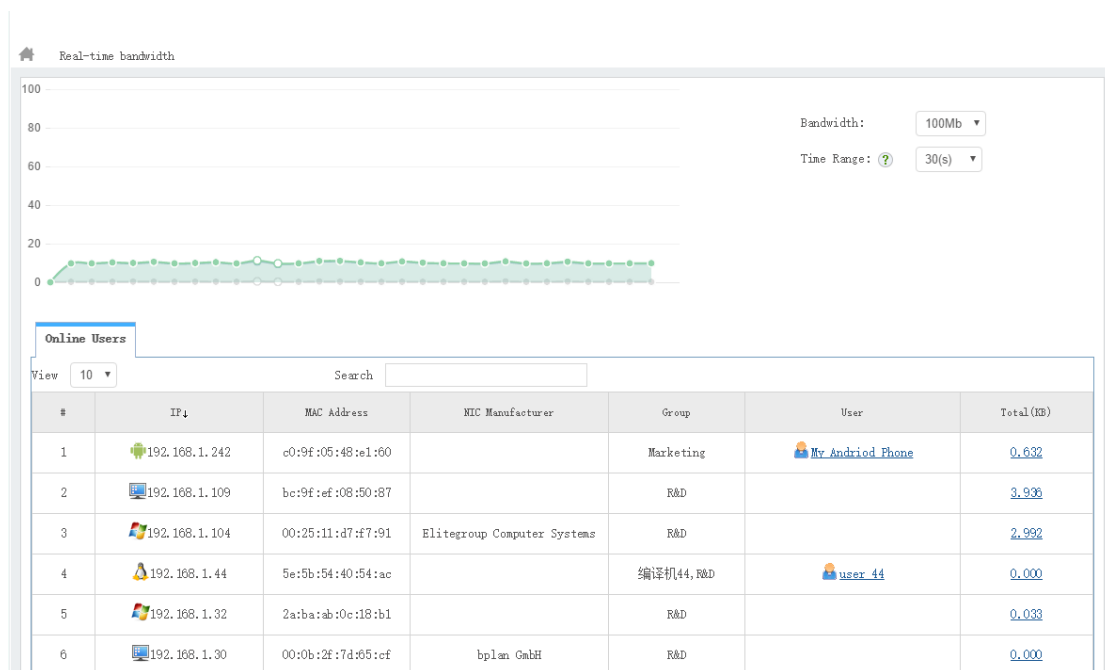 Real-time bandwidth
100
80
60
40
20
0
Bandwidth: 100Mb
Time Range: ? 30(s)
Online Users
View 10 Search
# IP↓ MAC Address NIC Manufacturer Group User Total(KB)
1 192.168.1.242 c0:9f:05:48:e1:60 Marketing My Andriod Phone 0.632
2 192.168.1.109 bc:9f:ef:08:50:87 R&D 3.936
3 192.168.1.104 00:25:11:d7:f7:91 Elitegroup Computer Systems R&D 2.992
4 192.168.1.44 5e:5b:54:40:54:ac 编译机44,R&D user 44 0.000
5 192.168.1.32 2a:ba:ab:0c:18:b1 R&D 0.033
6 192.168.1.30 00:0b:2f:7d:65:cf bplan GmbH R&D 0.000